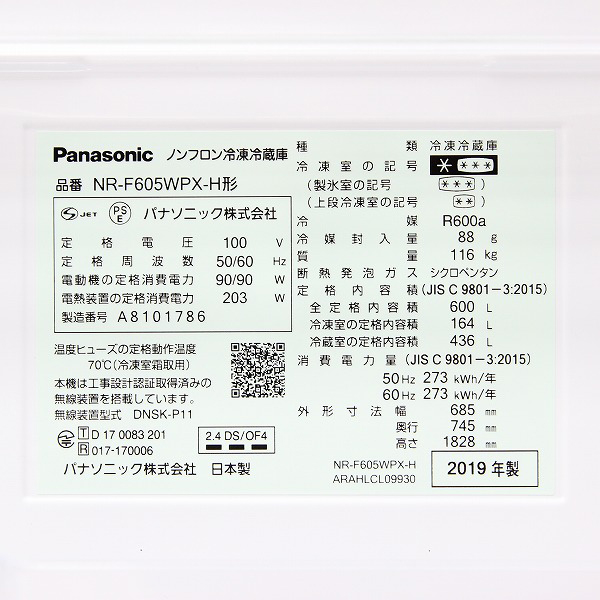 Panasonic ノンフロン冷凍冷蔵庫
品番 NR-F605WPX-H形
S JET PS E パナソニック株式会社
定格電圧 100 V
定格周波数 50/60 Hz
電動機の定格消費電力 90/90 W
電熱装置の定格消費電力 203 W
製造番号 A8101786
温度ヒューズの定格動作温度
70℃(冷凍室霜取用)
本機は工事設計認証取得済みの
無線装置を搭載しています。
無線装置型式 DNSK-P11
T D 17 0083 201
R 017-170006
2.4 DS/OF4
パナソニック株式会社 日本製
種類 冷凍冷蔵庫
冷凍室の記号
(製氷室の記号)
(上段冷凍室の記号)
冷媒 R600a
冷媒封入量 88 g
質量 116 kg
断熱発泡ガス シクロペンタン
定格内容積 (JIS C 9801-3:2015)
全定格内容積 600 L
冷凍室の定格内容積 164 L
冷蔵室の定格内容積 436 L
消費電力量 (JIS C 9801-3:2015)
50 Hz 273 kWh/年
60 Hz 273 kWh/年
外形寸法 幅 685 mm
奥行 745 mm
高さ 1828 mm
NR-F605WPX-H
ARAHLCL09930
2019 年製